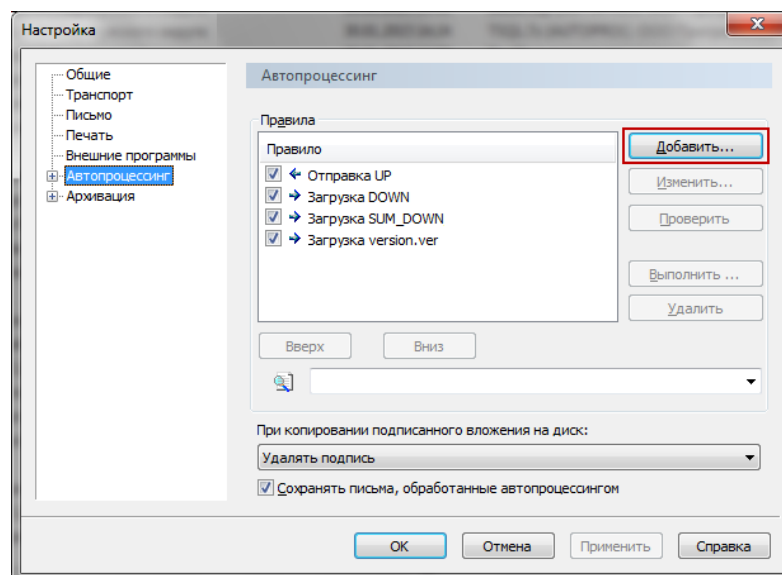 Настройка
Общие
Транспорт
Письмо
Печать
Внешние программы
Автопроцессинг
Архивация
Автопроцессинг
Правила
Правило
Отправка UP
Загрузка DOWN
Загрузка SUM_DOWN
Загрузка version.ver
Добавить...
Изменить...
Проверить
Выполнить ...
Удалить
Вверх Вниз
При копировании подписанного вложения на диск:
Удалять подпись
Сохранять письма, обработанные автопроцессингом
OK Отмена Применить Справка